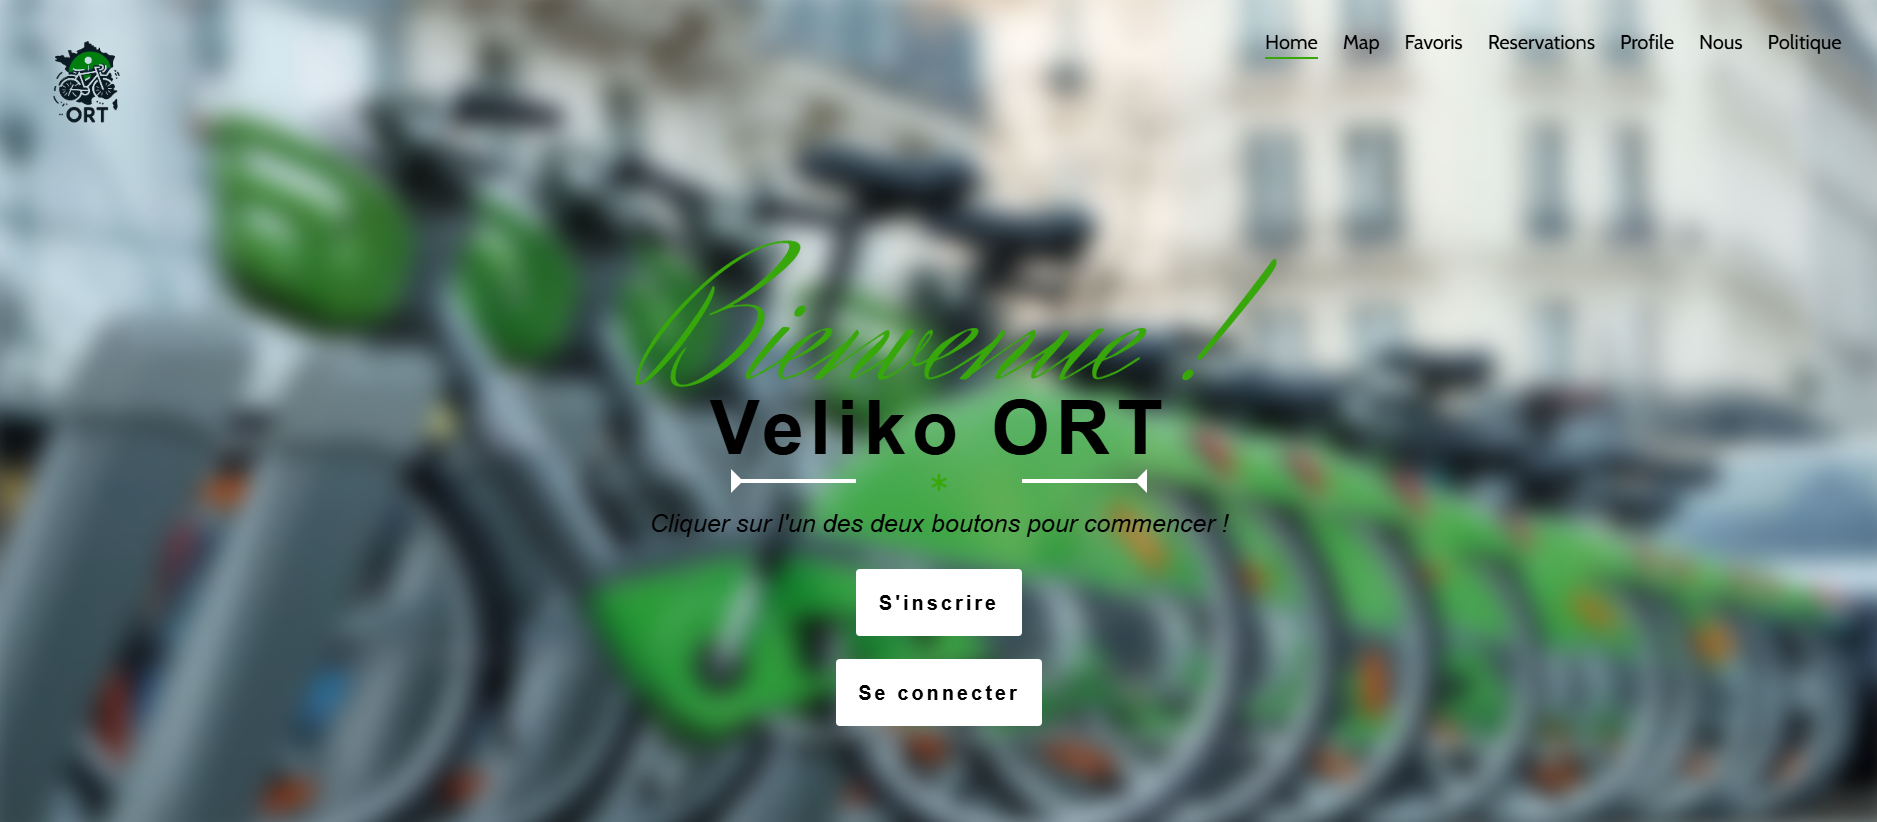 ORT
Home Map Favoris Reservations Profile Nous Politique
Bienvenue !
Veliko ORT
Cliquer sur l'un des deux boutons pour commencer !
S'inscrire
Se connecter